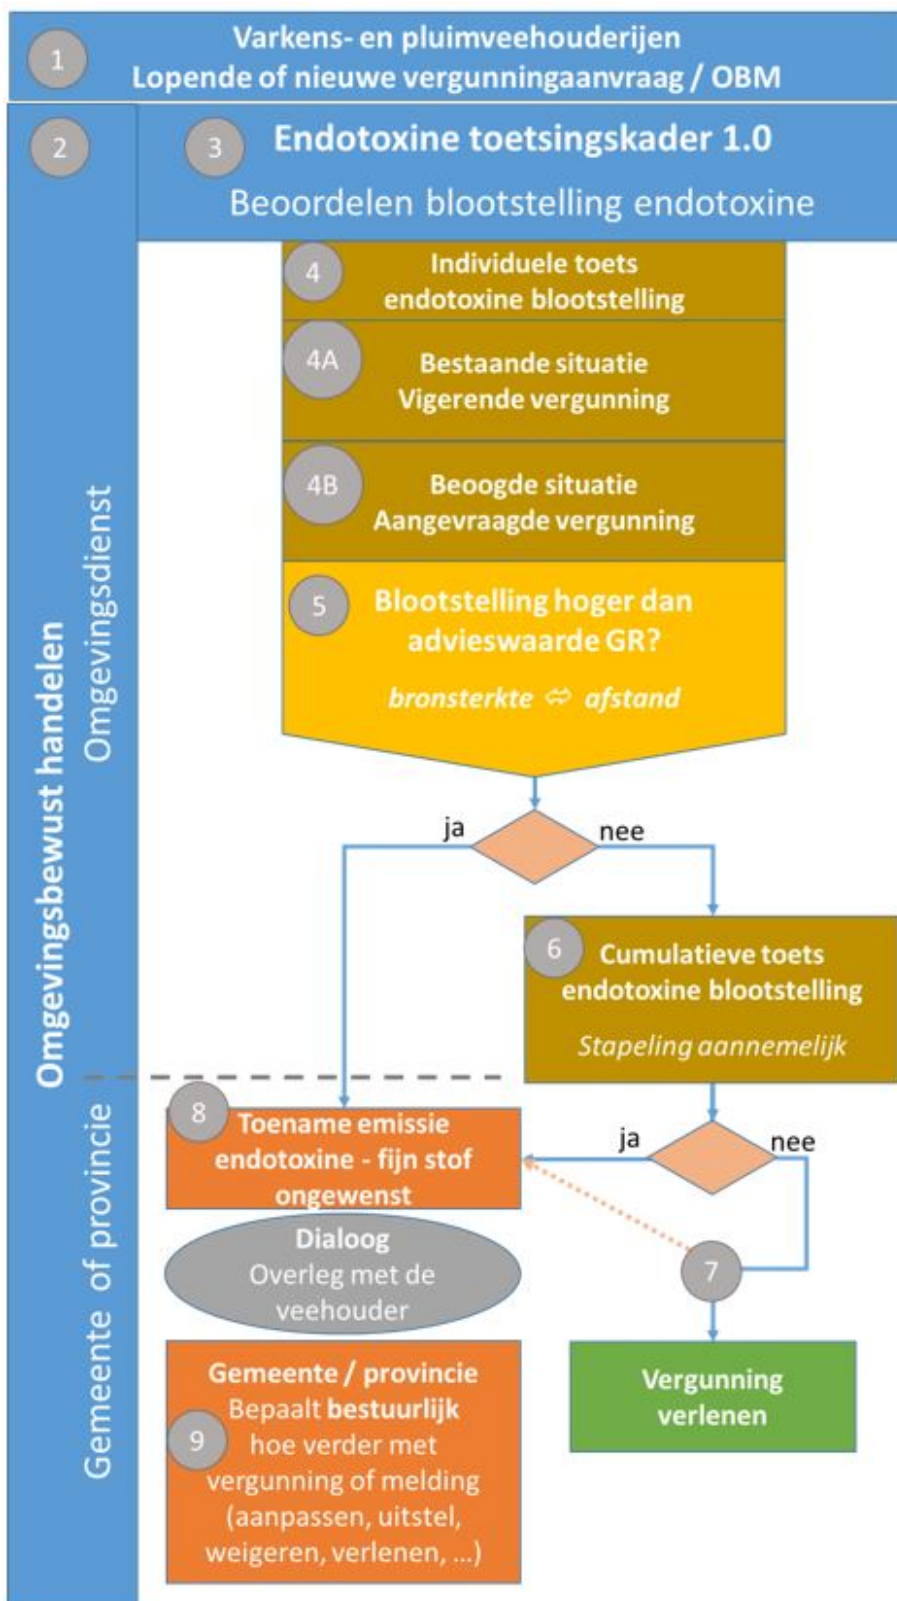 1
Varkens- en pluimveehouderijen
Lopende of nieuwe vergunningaanvraag / OBM
2
3
Endotoxine toetsingskader 1.0
Beoordelen blootstelling endotoxine
Omgevingsbewust handelen
Omgevingsdienst
Gemeente of provincie
4
Individuele toets
endotoxine blootstelling
4A
Bestaande situatie
Vigerende vergunning
4B
Beoogde situatie
Aangevraagde vergunning
5
Blootstelling hoger dan
advieswaarde GR?
bronsterkte ⇔ afstand
ja
nee
6
Cumulatieve toets
endotoxine blootstelling
Stapeling aannemelijk
ja
nee
7
8
Toename emissie
endotoxine - fijn stof
ongewenst
Dialoog
Overleg met de
veehouder
9
Gemeente / provincie
Bepaalt bestuurlijk
hoe verder met
vergunning of melding
(aanpassen, uitstel,
weigeren, verlenen, ...)
Vergunning
verlenen